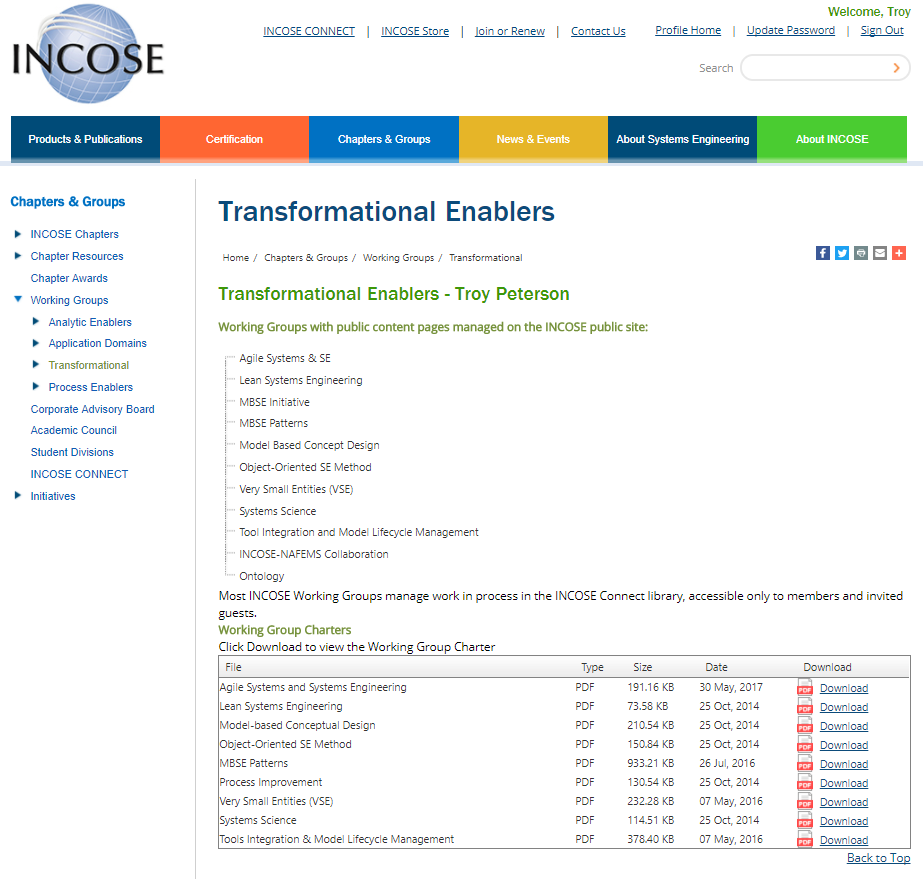 Welcome, Troy
INCOSE
INCOSE CONNECT | INCOSE Store | Join or Renew | Contact Us Profile Home | Update Password | Sign Out
Search
Products & Publications Certification Chapters & Groups News & Events About Systems Engineering About INCOSE
Chapters & Groups
INCOSE Chapters
Chapter Resources
Chapter Awards
Working Groups
Analytic Enablers
Application Domains
Transformational
Process Enablers
Corporate Advisory Board
Academic Council
Student Divisions
INCOSE CONNECT
Initiatives
Transformational Enablers
Home / Chapters & Groups / Working Groups / Transformational
Transformational Enablers - Troy Peterson
Working Groups with public content pages managed on the INCOSE public site:
Agile Systems & SE
Lean Systems Engineering
MBSE Initiative
MBSE Patterns
Model Based Concept Design
Object-Oriented SE Method
Very Small Entities (VSE)
Systems Science
Tool Integration and Model Lifecycle Management
INCOSE-NAFEMS Collaboration
Ontology
Most INCOSE Working Groups manage work in process in the INCOSE Connect library, accessible only to members and invited
guests.
Working Group Charters
Click Download to view the Working Group Charter
File Type Size Date Download
Agile Systems and Systems Engineering PDF 191.16 KB 30 May, 2017 PDF Download
Lean Systems Engineering PDF 73.58 KB 25 Oct, 2014 PDF Download
Model-based Conceptual Design PDF 210.54 KB 25 Oct, 2014 PDF Download
Object-Oriented SE Method PDF 150.84 KB 25 Oct, 2014 PDF Download
MBSE Patterns PDF 933.21 KB 26 Jul, 2016 PDF Download
Process Improvement PDF 130.54 KB 25 Oct, 2014 PDF Download
Very Small Entities (VSE) PDF 232.28 KB 07 May, 2016 PDF Download
Systems Science PDF 114.51 KB 25 Oct, 2014 PDF Download
Tools Integration & Model Lifecycle Management PDF 378.40 KB 07 May, 2016 PDF Download
Back to Top